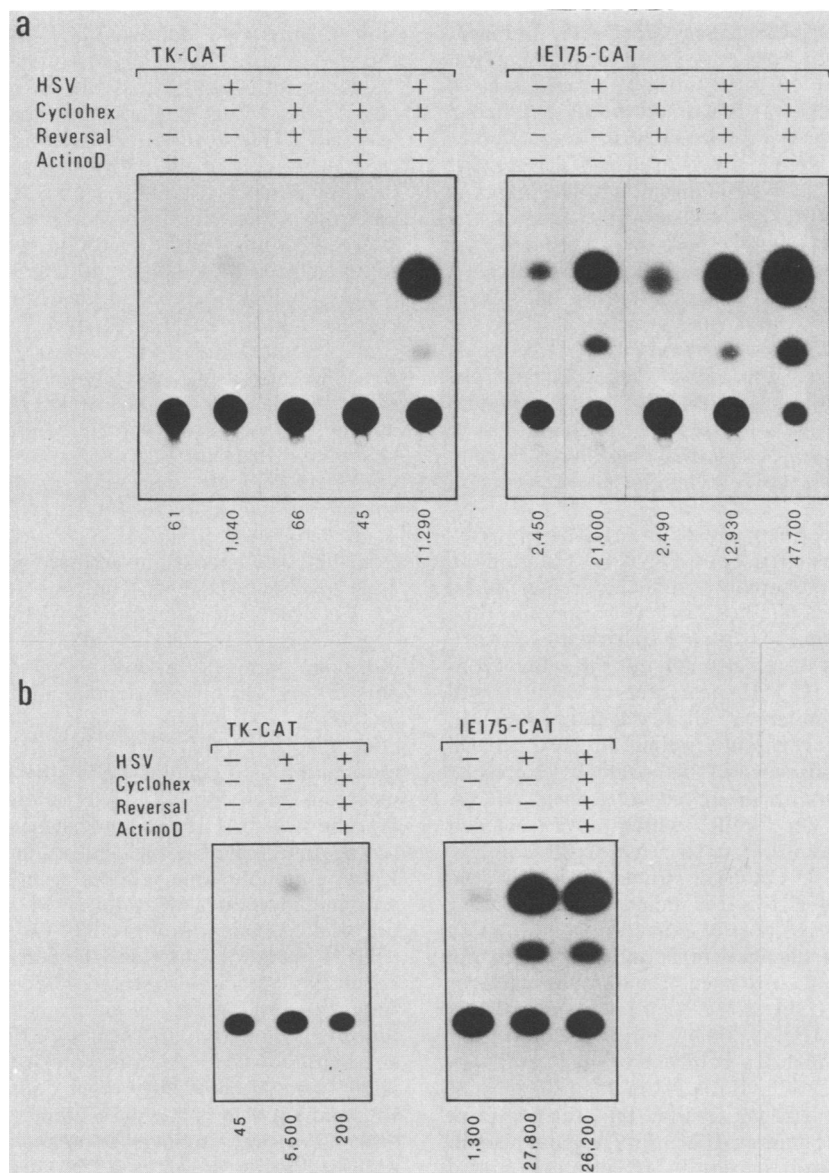 a
TK-CAT IE175-CAT
HSV − + − + + − + − + +
Cyclohex − − + + + − − + + +
Reversal − − + + + − − + + +
ActinoD − − − + − − − − + −
61 1,040 66 45 11,290 2,450 21,000 2,490 12,930 47,700
b
TK-CAT IE175-CAT
HSV − + + − + +
Cyclohex − − + − − +
Reversal − − + − − +
ActinoD − − + − − +
45 5,500 200 1,300 27,800 26,200